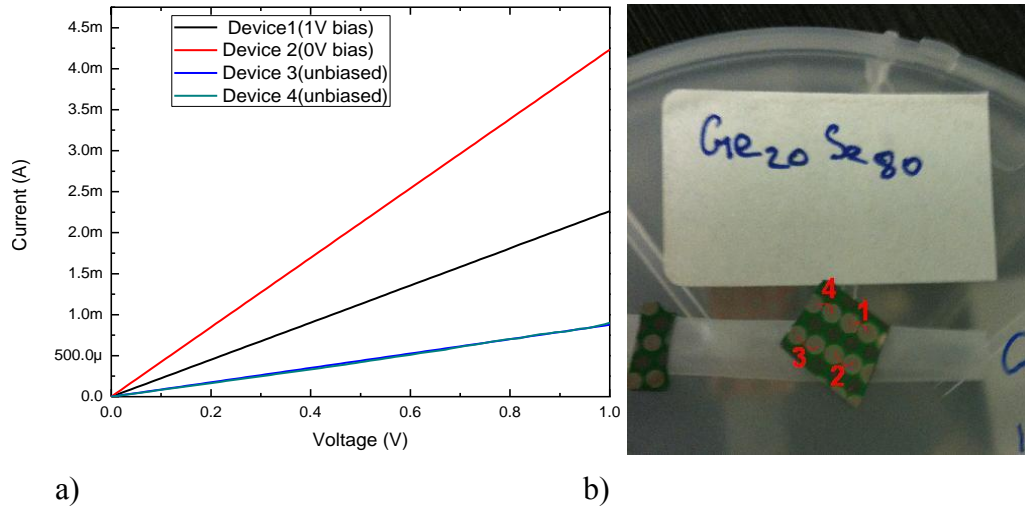 Device1(1V bias)
Device 2(0V bias)
Device 3(unbiased)
Device 4(unbiased)
4.5m
4.0m
3.5m
3.0m
2.5m
2.0m
1.5m
1.0m
500.0µ
0.0
0.0 0.2 0.4 0.6 0.8 1.0
Current (A)
Voltage (V)
Ge20 Se80
4
1
3
2
a) b)